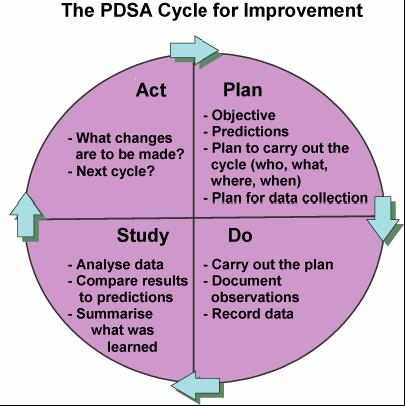 The PDSA Cycle for Improvement
Act
- What changes
are to be made?
- Next cycle?
Plan
- Objective
- Predictions
- Plan to carry out the
cycle (who, what,
where, when)
- Plan for data collection
Study
- Analyse data
- Compare results
to predictions
- Summarise
what was
learned
Do
- Carry out the plan
- Document
observations
- Record data